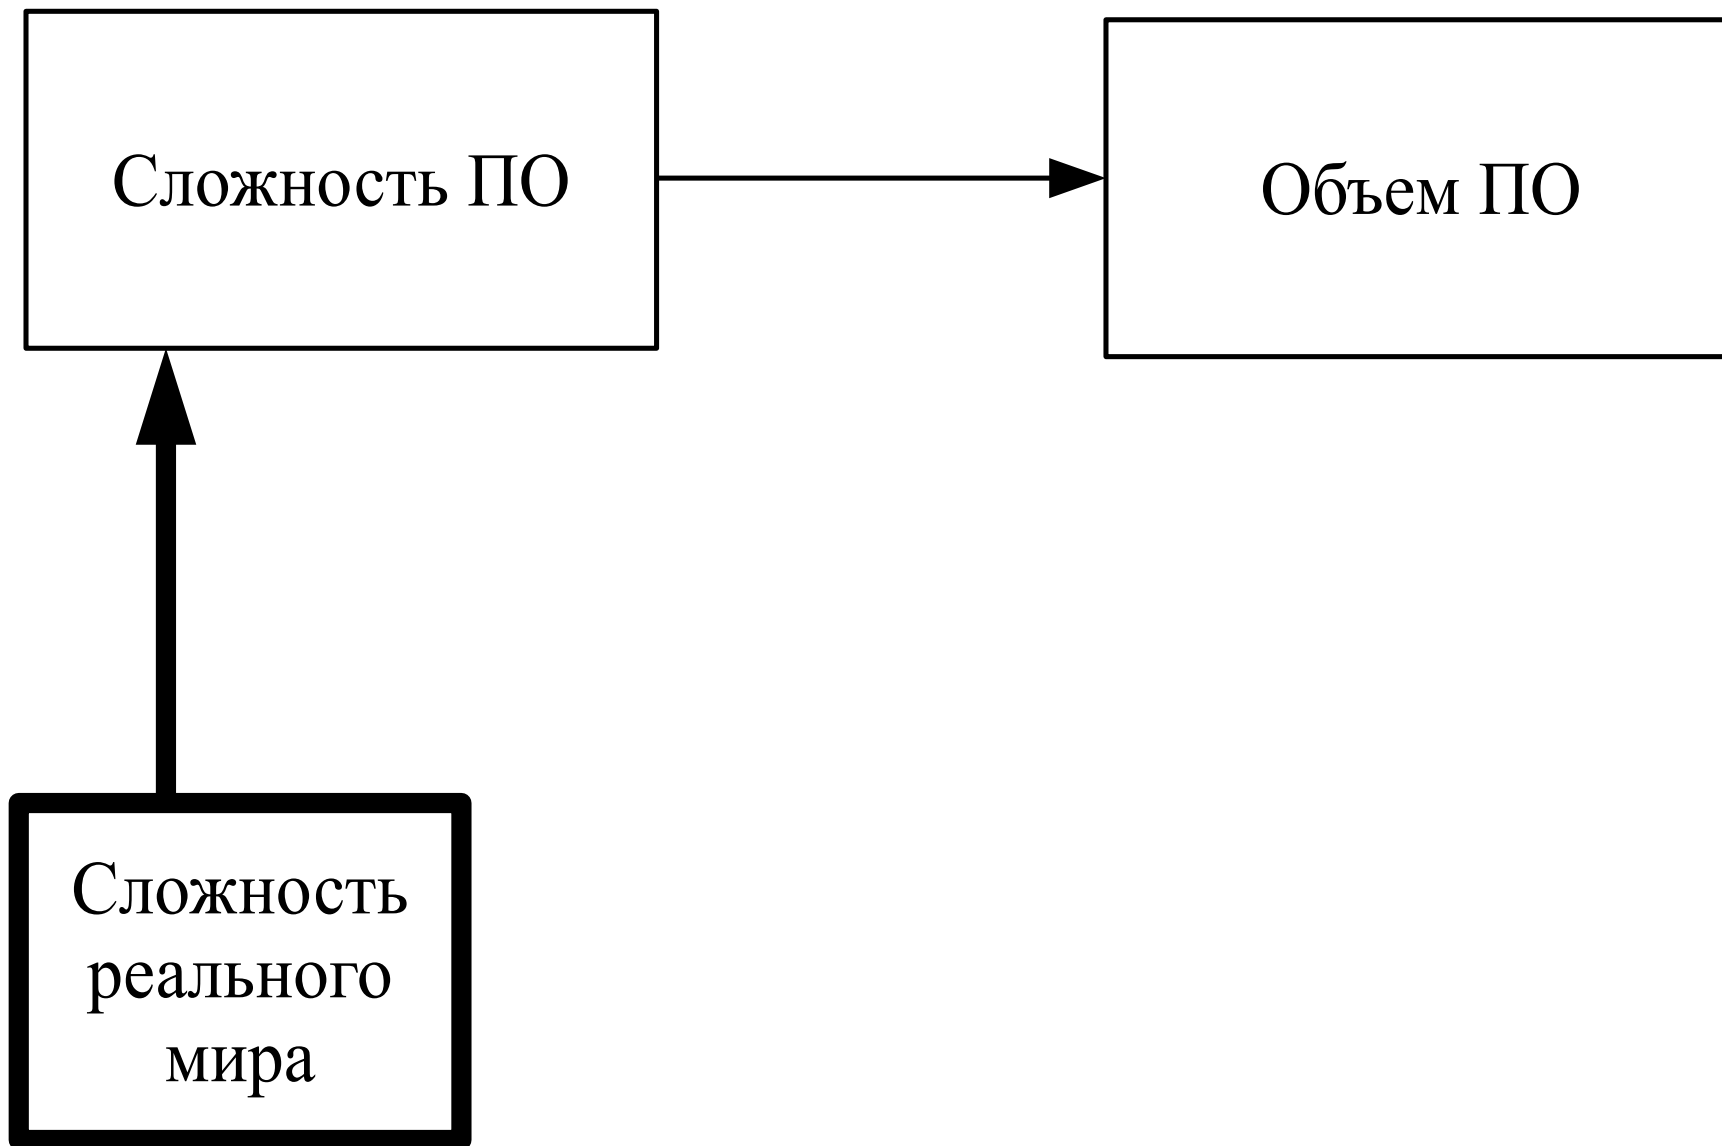 Сложность ПО
Объем ПО
Сложность
реального
мира